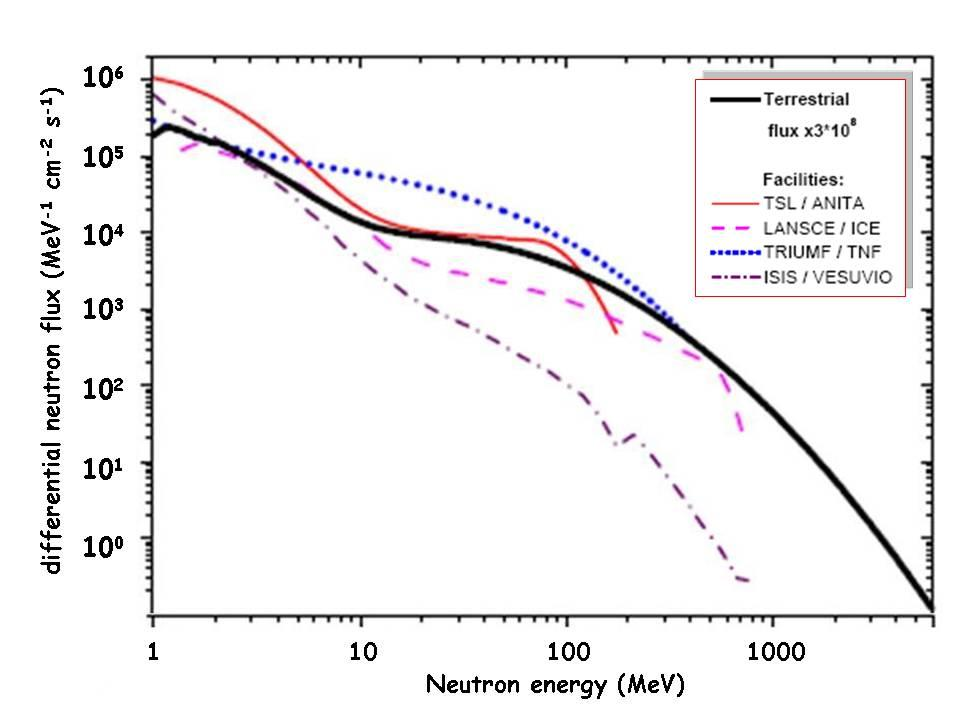 differential neutron flux (MeV⁻¹ cm⁻² s⁻¹)
10⁶
10⁵
10⁴
10³
10²
10¹
10⁰
Terrestrial
flux x3*10⁸
Facilities:
TSL / ANITA
LANSCE / ICE
TRIUMF / TNF
ISIS / VESUVIO
1 10 100 1000
Neutron energy (MeV)